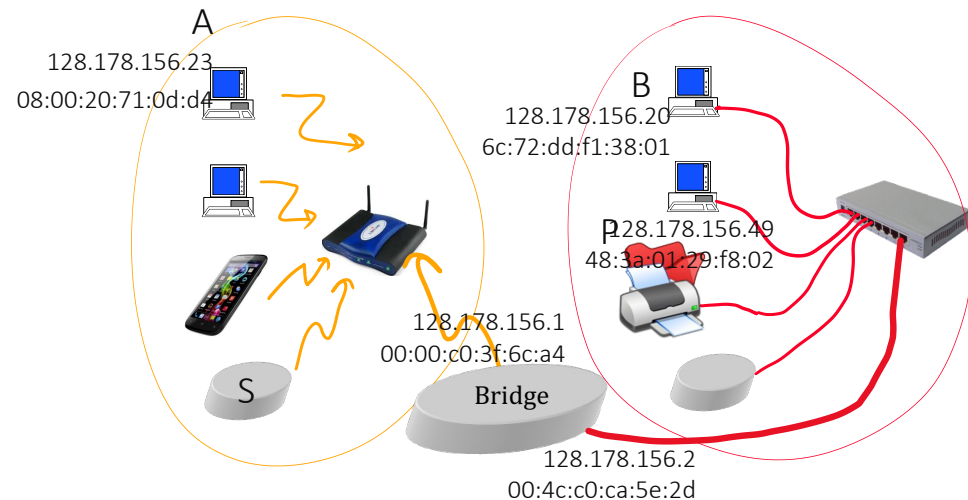 A
128.178.156.23
08:00:20:71:0d:d4
B
128.178.156.20
6c:72:dd:f1:38:01
P
128.178.156.49
48:3a:01:29:f8:02
128.178.156.1
00:00:c0:3f:6c:a4
S
Bridge
128.178.156.2
00:4c:c0:ca:5e:2d